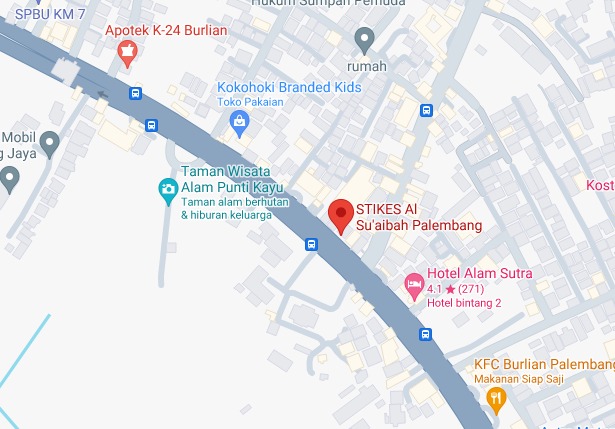 Hukum Sumpah Pemuda
SPBU KM 7
Apotek K-24 Burlian
rumah
Kokohoki Branded Kids
Toko Pakaian
Mobil
g Jaya
Taman Wisata
Alam Punti Kayu
Taman alam berhutan
& hiburan keluarga
Kost
STIKES Al
Su'aibah Palembang
Hotel Alam Sutra
4.1★(271)
Hotel bintang 2
KFC Burlian Palembang
Makanan Siap Saji